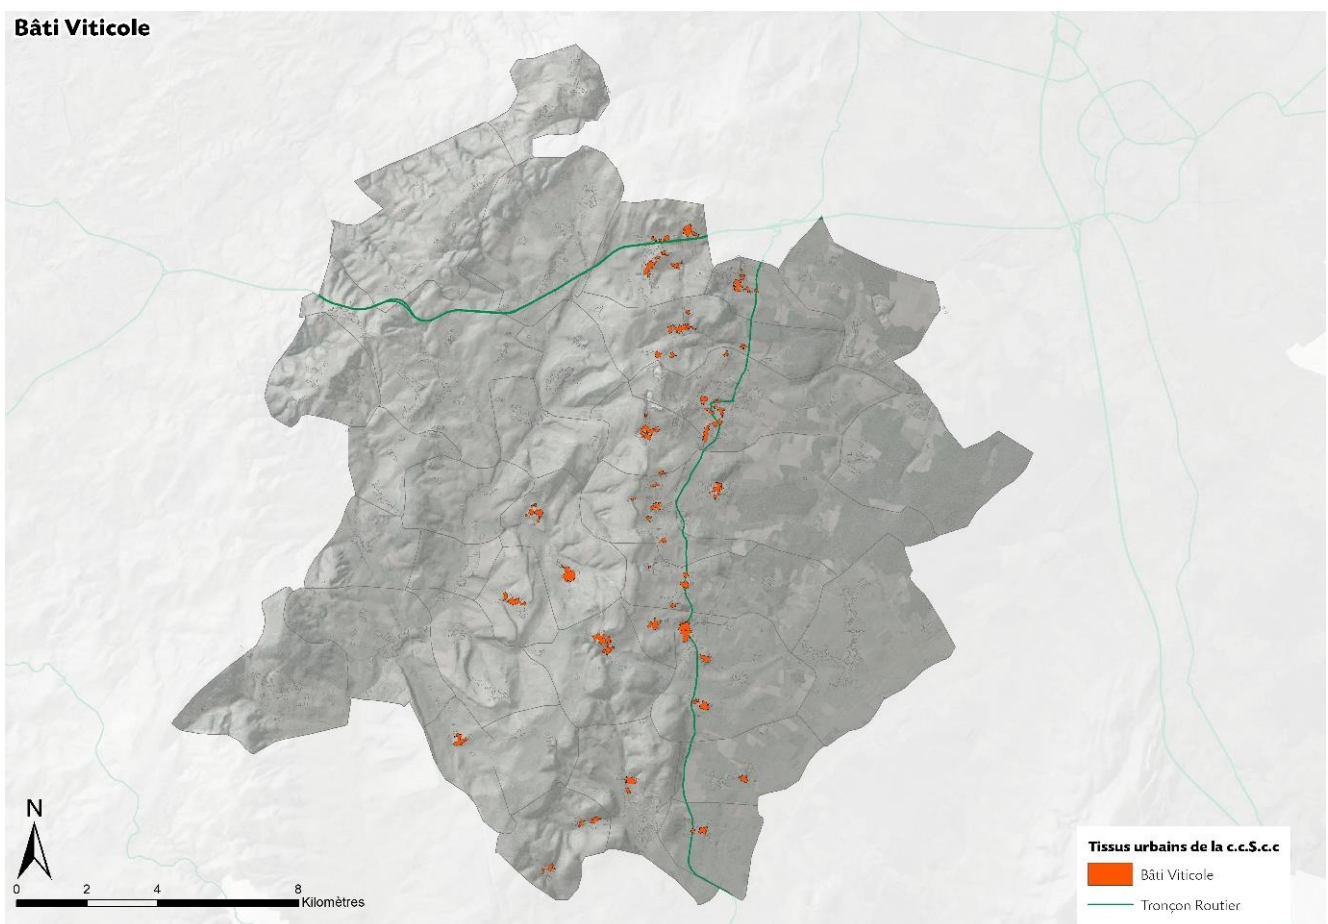 Bâti Viticole
N
0 2 4 8
Kilomètres
Tissus urbains de la c.c.S.c.c
Bâti Viticole
Tronçon Routier